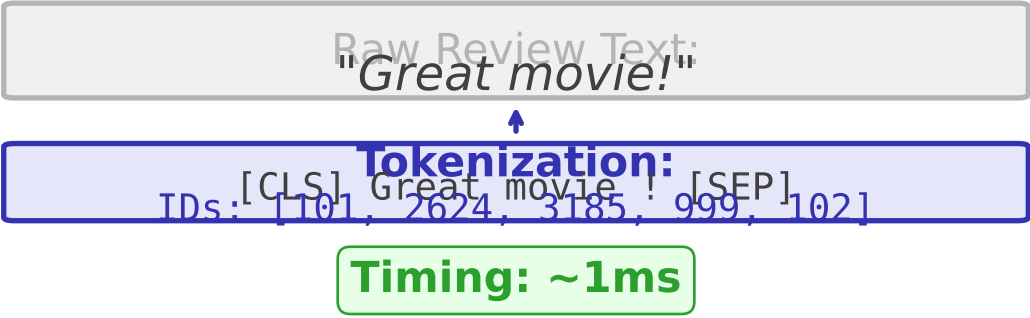 Raw Review Text:
"Great movie!"
Tokenization:
[CLS] Great movie ! [SEP]
IDs: [101, 2624, 3185, 999, 102]
Timing: ~1ms